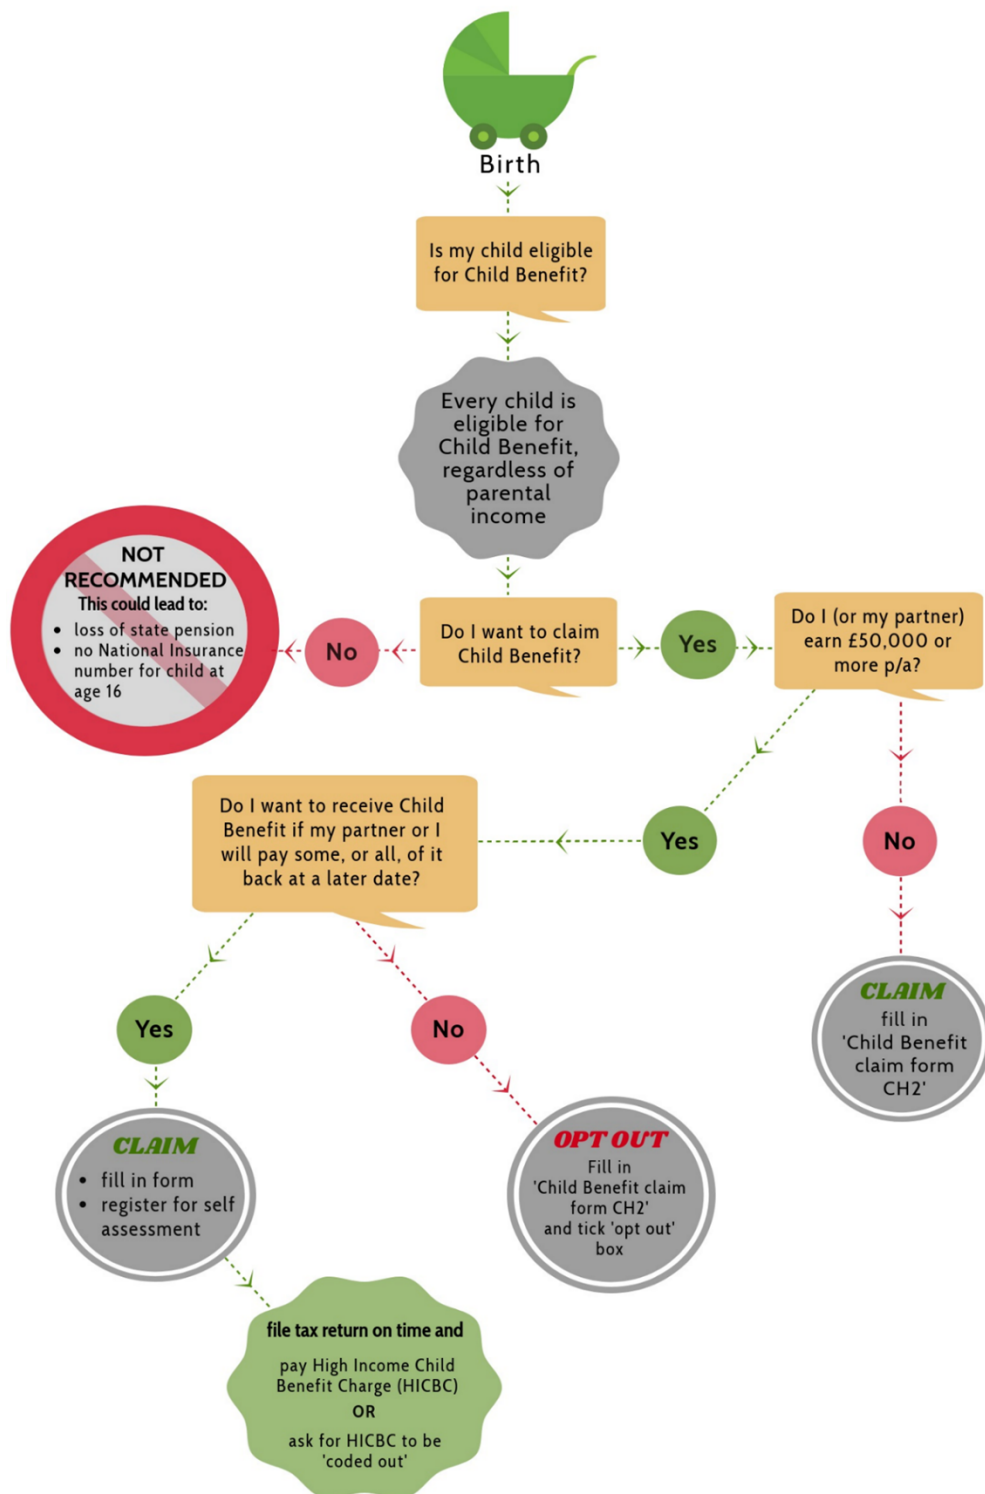 Birth
Is my child eligible
for Child Benefit?
Every child is
eligible for
Child Benefit,
regardless of
parental
income
NOT
RECOMMENDED
This could lead to:
• loss of state pension
• no National Insurance
number for child at
age 16
No
Do I want to claim
Child Benefit?
Yes
Do I (or my partner)
earn £50,000 or
more p/a?
Do I want to receive Child
Benefit if my partner or I
will pay some, or all, of it
back at a later date?
Yes
No
CLAIM
fill in
'Child Benefit
claim form
CH2'
Yes
No
CLAIM
• fill in form
• register for self
assessment
OPT OUT
Fill in
'Child Benefit claim
form CH2'
and tick 'opt out'
box
file tax return on time and
pay High Income Child
Benefit Charge (HICBC)
OR
ask for HICBC to be
'coded out'